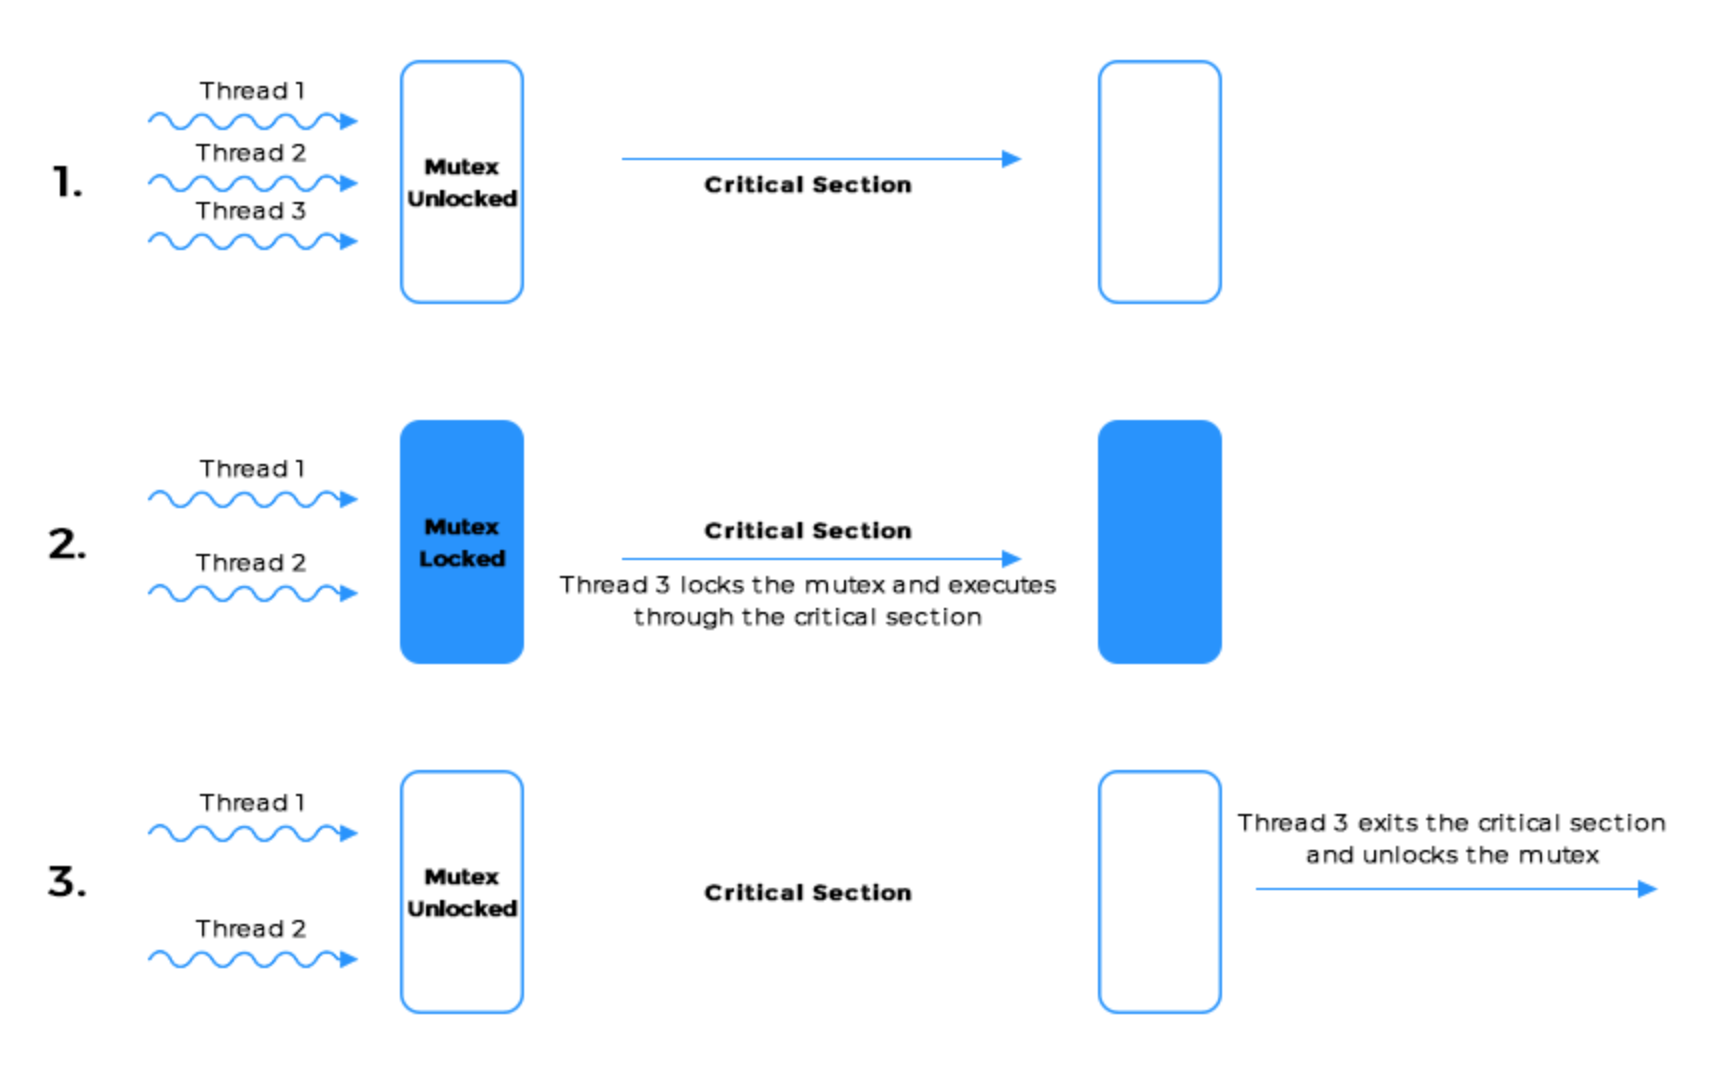 1.
Thread 1
Thread 2
Thread 3
Mutex
Unlocked
Critical Section
2.
Thread 1
Thread 2
Mutex
Locked
Critical Section
Thread 3 locks the mutex and executes
through the critical section
3.
Thread 1
Thread 2
Mutex
Unlocked
Critical Section
Thread 3 exits the critical section
and unlocks the mutex